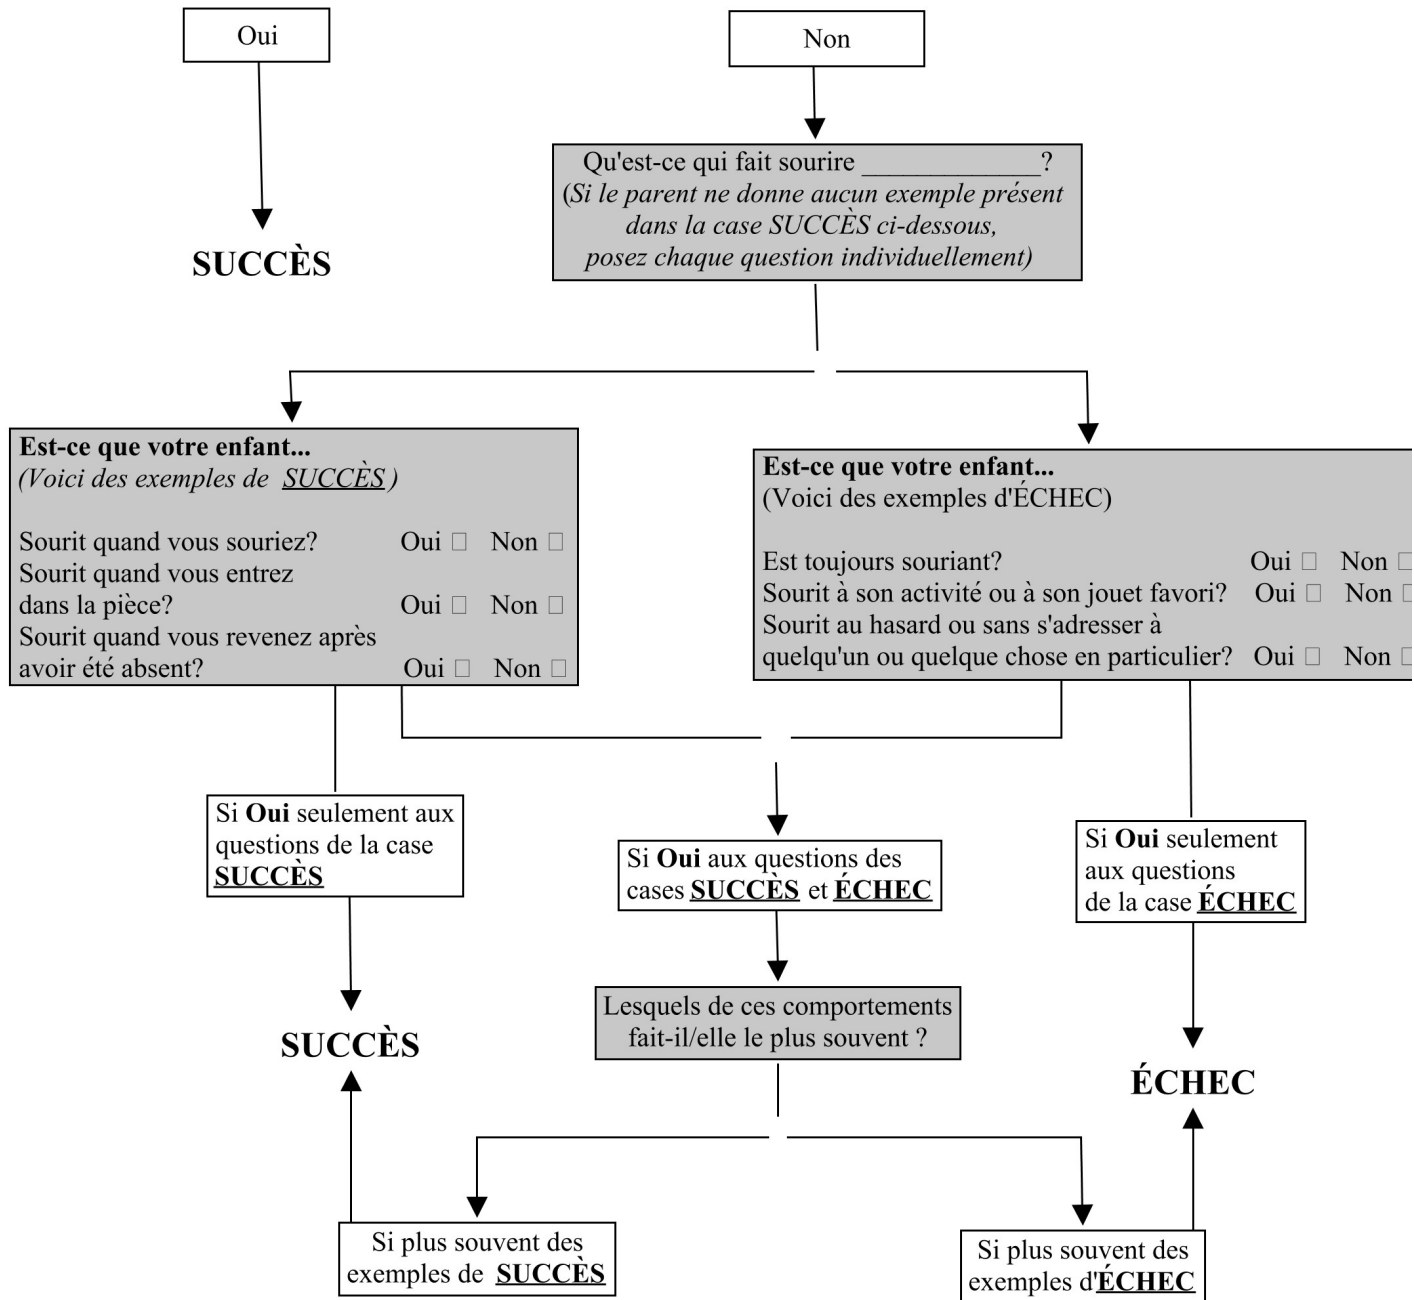 Oui
Non
Qu'est-ce qui fait sourire _____________?
(Si le parent ne donne aucun exemple présent
dans la case SUCCÈS ci-dessous,
posez chaque question individuellement)
SUCCÈS
Est-ce que votre enfant...
(Voici des exemples de SUCCÈS )
Sourit quand vous souriez? Oui □ Non □
Sourit quand vous entrez
dans la pièce? Oui □ Non □
Sourit quand vous revenez après
avoir été absent? Oui □ Non □
Est-ce que votre enfant...
(Voici des exemples d'ÉCHEC)
Est toujours souriant? Oui □ Non □
Sourit à son activité ou à son jouet favori? Oui □ Non □
Sourit au hasard ou sans s'adresser à
quelqu'un ou quelque chose en particulier? Oui □ Non □
Si Oui seulement aux
questions de la case
SUCCÈS
Si Oui aux questions des
cases SUCCÈS et ÉCHEC
Si Oui seulement
aux questions
de la case ÉCHEC
Lesquels de ces comportements
fait-il/elle le plus souvent ?
SUCCÈS
ÉCHEC
Si plus souvent des
exemples de SUCCÈS
Si plus souvent des
exemples d'ÉCHEC